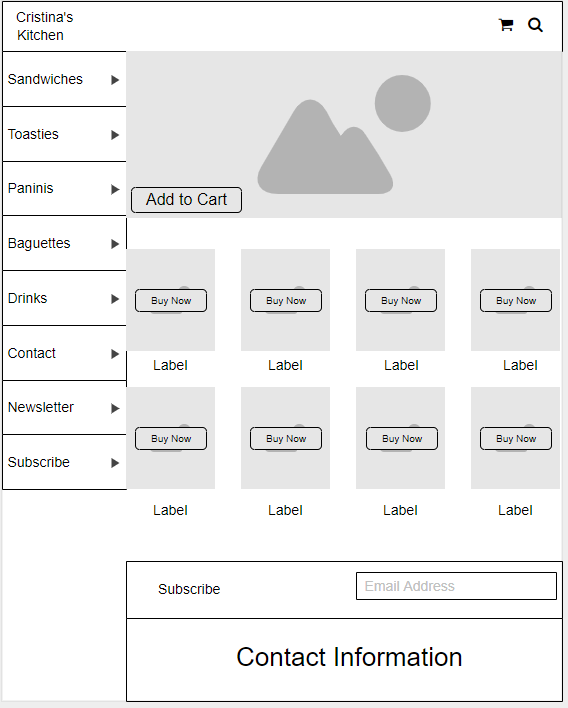 Cristina's
Kitchen
Sandwiches
Toasties
Paninis
Baguettes
Drinks
Contact
Newsletter
Subscribe
Add to Cart
Buy Now Buy Now Buy Now Buy Now
Label Label Label Label
Buy Now Buy Now Buy Now Buy Now
Label Label Label Label
Subscribe Email Address
Contact Information